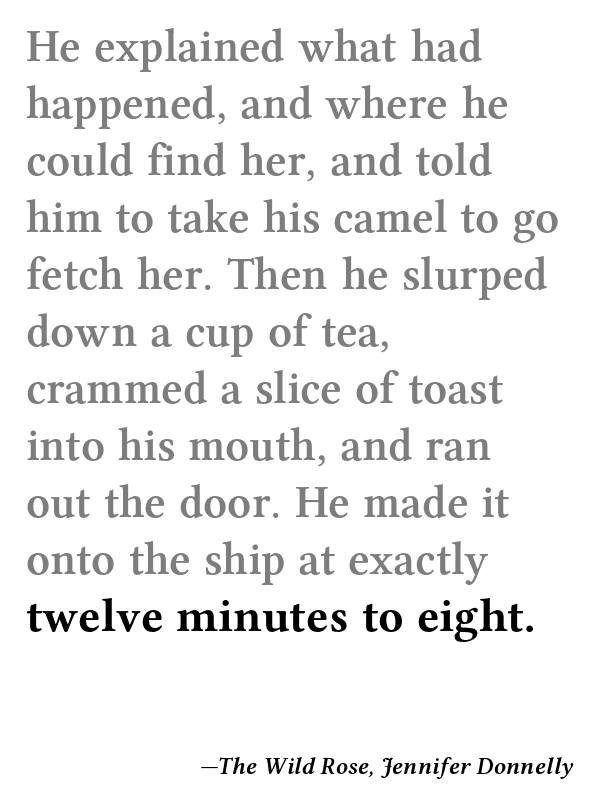 He explained what had
happened, and where he
could find her, and told
him to take his camel to go
fetch her. Then he slurped
down a cup of tea,
crammed a slice of toast
into his mouth, and ran
out the door. He made it
onto the ship at exactly
twelve minutes to eight.
—The Wild Rose, Jennifer Donnelly